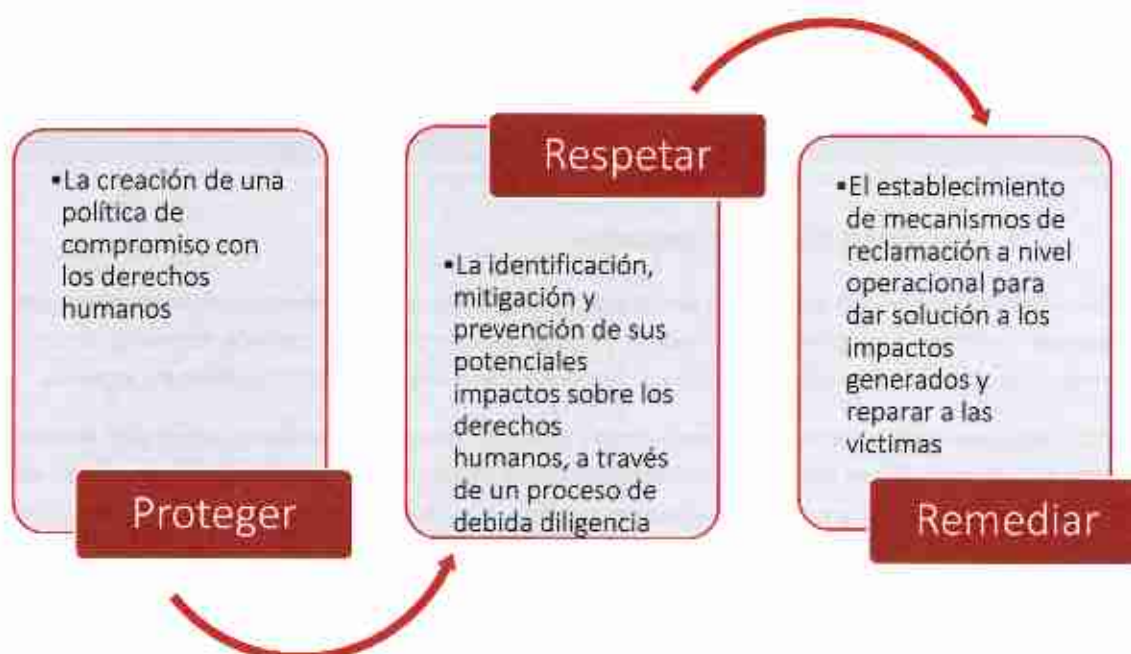 ▪La creación de una
política de
compromiso con
los derechos
humanos
Proteger
Respetar
▪La identificación,
mitigación y
prevención de sus
potenciales
impactos sobre los
derechos
humanos, a través
de un proceso de
debida diligencia
▪El establecimiento
de mecanismos de
reclamación a nivel
operacional para
dar solución a los
impactos
generados y
reparar a las
víctimas
Remediar